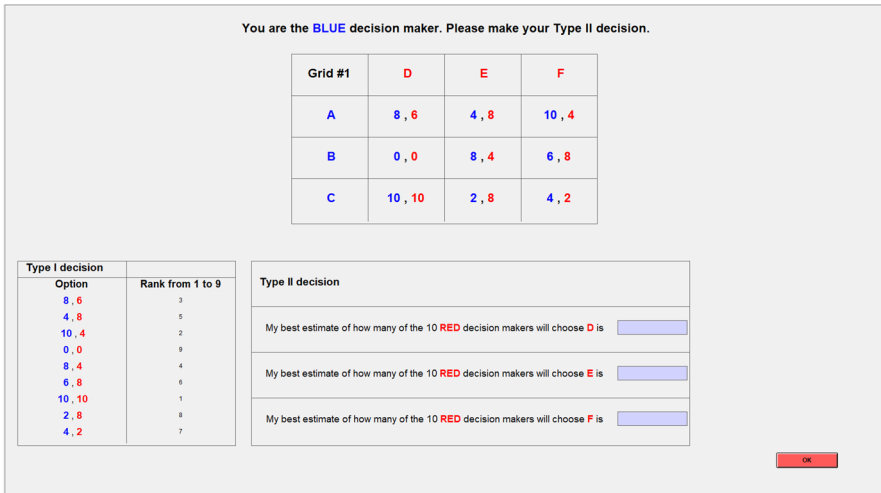 You are the BLUE decision maker. Please make your Type II decision.
Grid #1 D E F
A 8 , 6 4 , 8 10 , 4
B 0 , 0 8 , 4 6 , 8
C 10 , 10 2 , 8 4 , 2
Type I decision
Option Rank from 1 to 9
8 , 6 3
4 , 8 5
10 , 4 2
0 , 0 9
8 , 4 4
6 , 8 6
10 , 10 1
2 , 8 8
4 , 2 7
Type II decision
My best estimate of how many of the 10 RED decision makers will choose D is
My best estimate of how many of the 10 RED decision makers will choose E is
My best estimate of how many of the 10 RED decision makers will choose F is
OK